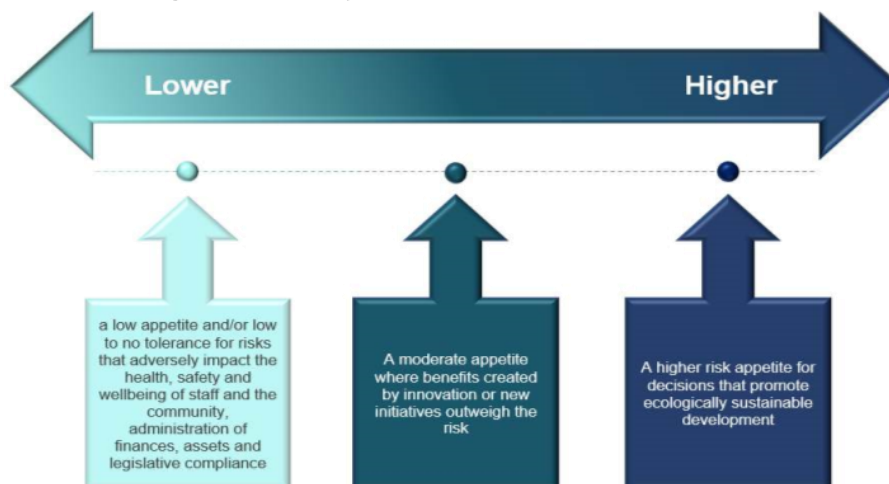 Lower
Higher
a low appetite and/or low
to no tolerance for risks
that adversely impact the
health, safety and
wellbeing of staff and the
community,
administration of
finances, assets and
legislative compliance
A moderate appetite
where benefits created
by innovation or new
initiatives outweigh the
risk
A higher risk appetite for
decisions that promote
ecologically sustainable
development